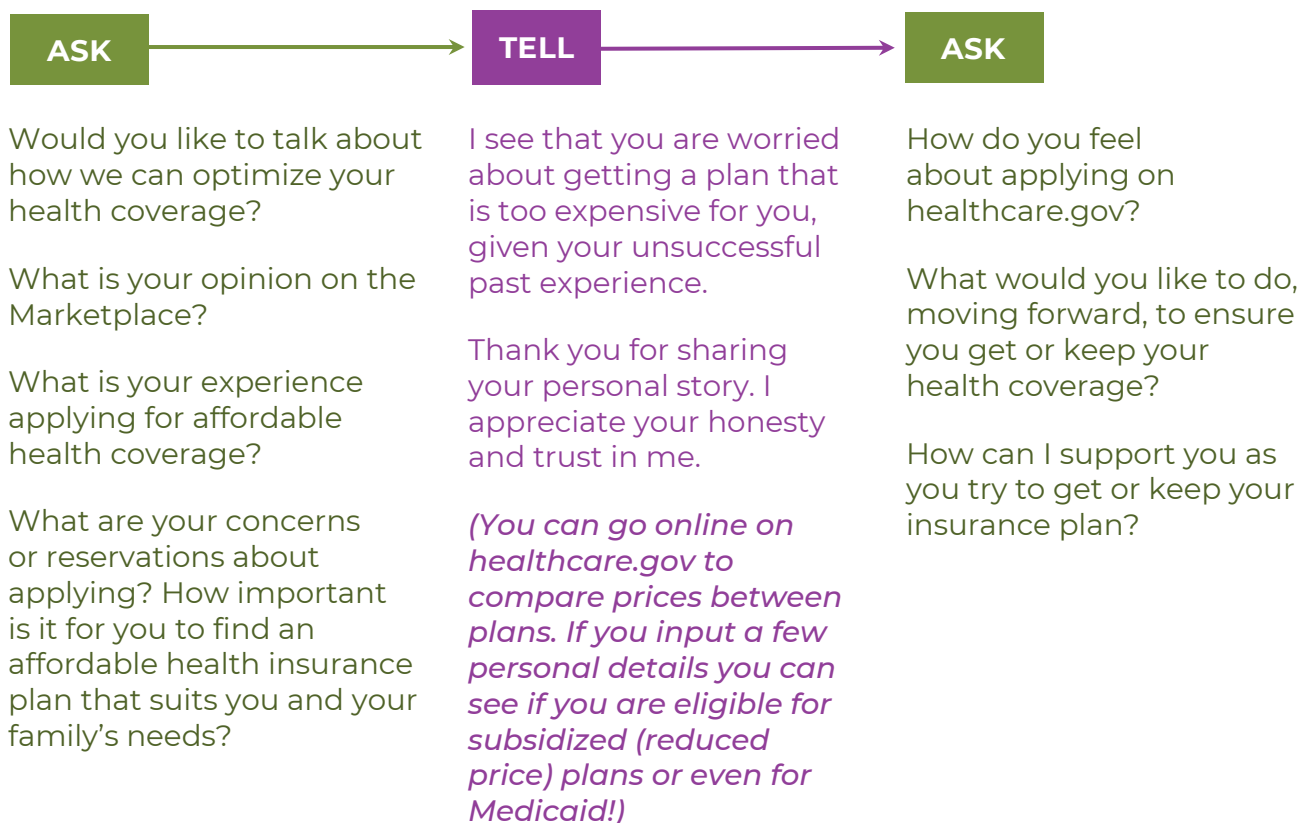 ASK
Would you like to talk about
how we can optimize your
health coverage?
What is your opinion on the
Marketplace?
What is your experience
applying for affordable
health coverage?
What are your concerns
or reservations about
applying? How important
is it for you to find an
affordable health insurance
plan that suits you and your
family’s needs?
TELL
I see that you are worried
about getting a plan that
is too expensive for you,
given your unsuccessful
past experience.
Thank you for sharing
your personal story. I
appreciate your honesty
and trust in me.
(You can go online on
healthcare.gov to
compare prices between
plans. If you input a few
personal details you can
see if you are eligible for
subsidized (reduced
price) plans or even for
Medicaid!)
ASK
How do you feel
about applying on
healthcare.gov?
What would you like to do,
moving forward, to ensure
you get or keep your
health coverage?
How can I support you as
you try to get or keep your
insurance plan?